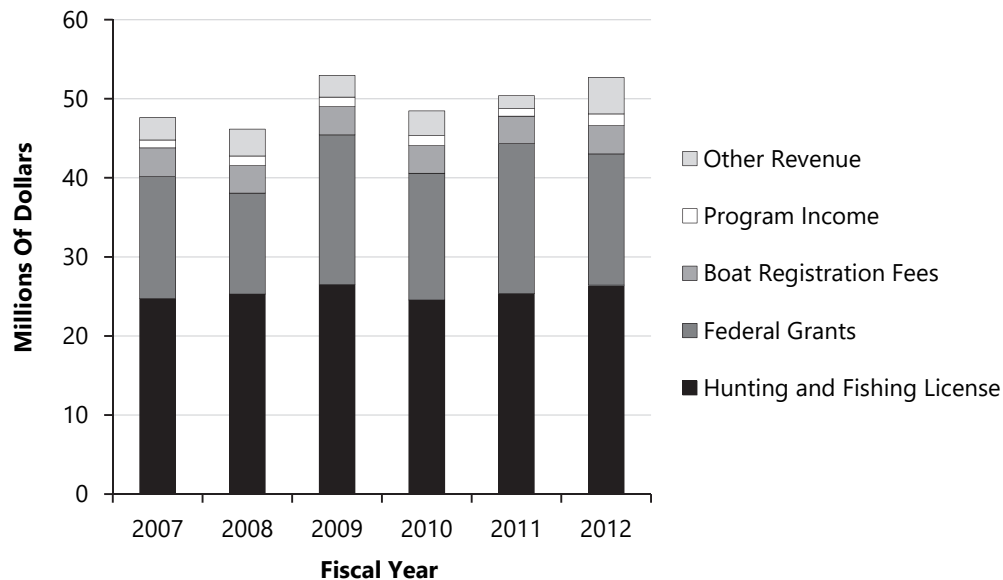 60
50
40
30
20
10
0
Millions Of Dollars
2007 2008 2009 2010 2011 2012
Fiscal Year
Other Revenue
Program Income
Boat Registration Fees
Federal Grants
Hunting and Fishing License